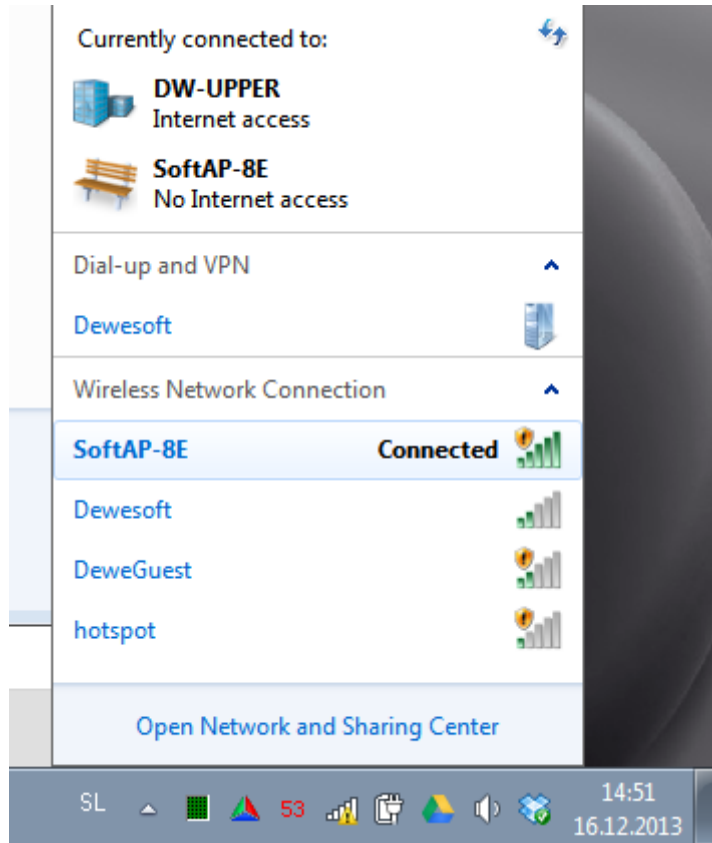 Currently connected to:
DW-UPPER
Internet access
SoftAP-8E
No Internet access
Dial-up and VPN
Dewesoft
Wireless Network Connection
SoftAP-8E Connected
Dewesoft
DeweGuest
hotspot
Open Network and Sharing Center
SL 53 14:51
16.12.2013